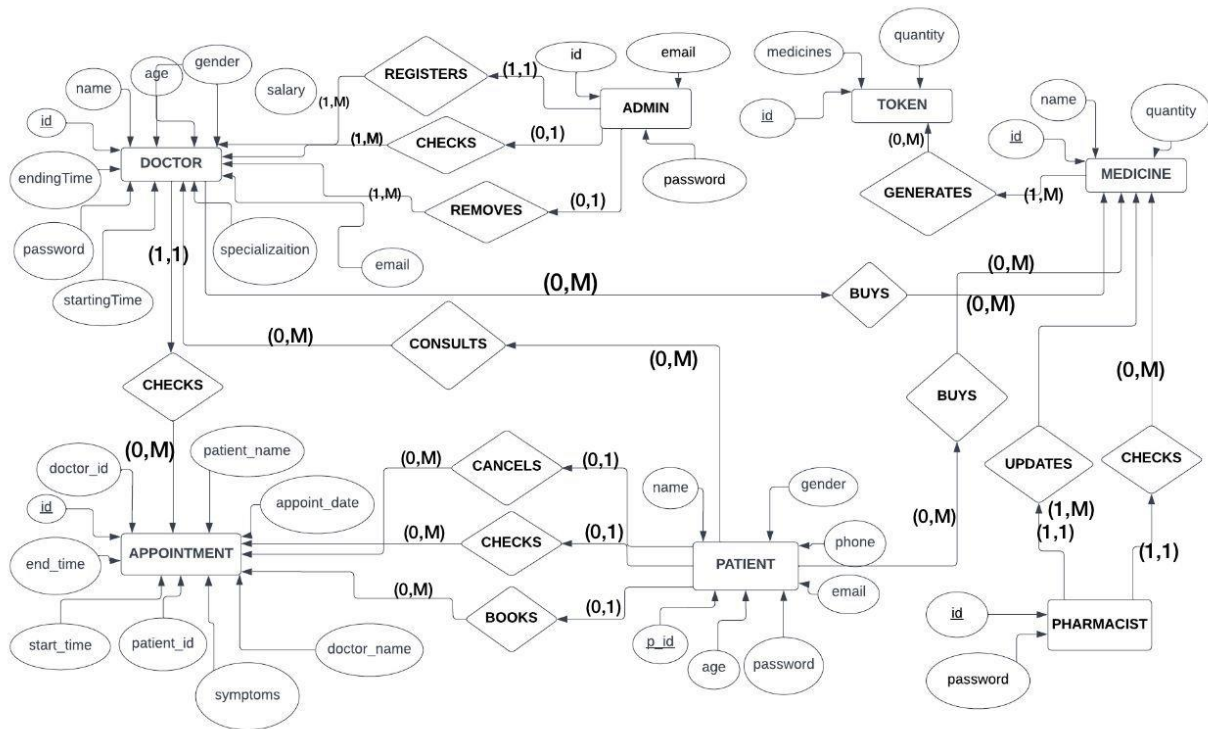 id
email
quantity
medicines
gender
age
REGISTERS
(1,1)
name
salary
ADMIN
TOKEN
name
quantity
(1,M)
id
id
id
CHECKS
(0,1)
(1,M)
(0,M)
DOCTOR
endingTime
password
GENERATES
MEDICINE
(1,M)
REMOVES
(0,1)
(1,M)
password
specializaition
(1,1)
email
startingTime
(0,M)
BUYS
(0,M)
(0,M)
(0,M)
CONSULTS
(0,M)
(0,M)
CHECKS
BUYS
(0,M)
patient_name
doctor_id
CANCELS
(0,M)
(0,1)
UPDATES
CHECKS
name
gender
id
appoint_date
(0,M)
(1,M)
(1,1)
(1,1)
APPOINTMENT
(0,M)
CHECKS
(0,1)
phone
end_time
PATIENT
email
(0,M)
BOOKS
(0,1)
start_time
patient_id
doctor_name
p_id
age
password
id
PHARMACIST
symptoms
password